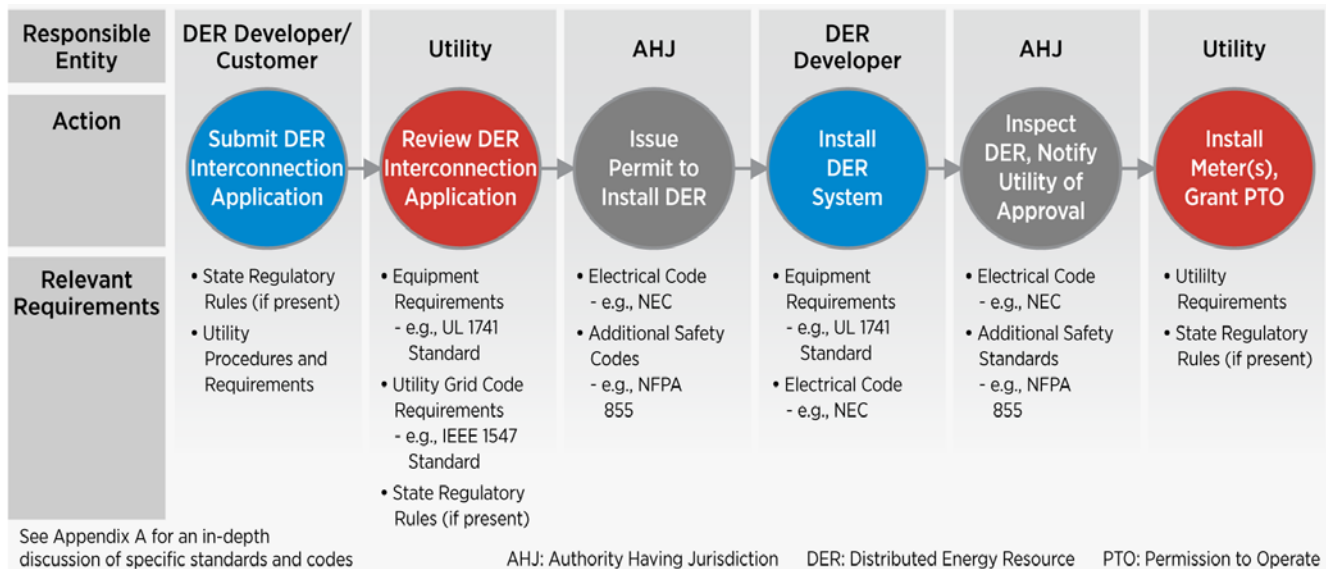 Responsible
Entity
DER Developer/
Customer
Utility
AHJ
DER
Developer
AHJ
Utility
Action
Submit DER
Interconnection
Application
Review DER
Interconnection
Application
Issue
Permit to
Install DER
Install
DER
System
Inspect
DER, Notify
Utility of
Approval
Install
Meter(s),
Grant PTO
Relevant
Requirements
• State Regulatory
Rules (if present)
• Utility
Procedures and
Requirements
• Equipment
Requirements
- e.g., UL 1741
Standard
• Utility Grid Code
Requirements
- e.g., IEEE 1547
Standard
• State Regulatory
Rules (if present)
• Electrical Code
- e.g., NEC
• Additional Safety
Codes
- e.g., NFPA
855
• Equipment
Requirements
- e.g., UL 1741
Standard
• Electrical Code
- e.g., NEC
• Electrical Code
- e.g., NEC
• Additional Safety
Standards
- e.g., NFPA
855
• Utililty
Requirements
• State Regulatory
Rules (if present)
See Appendix A for an in-depth
discussion of specific standards and codes
AHJ: Authority Having Jurisdiction DER: Distributed Energy Resource PTO: Permission to Operate